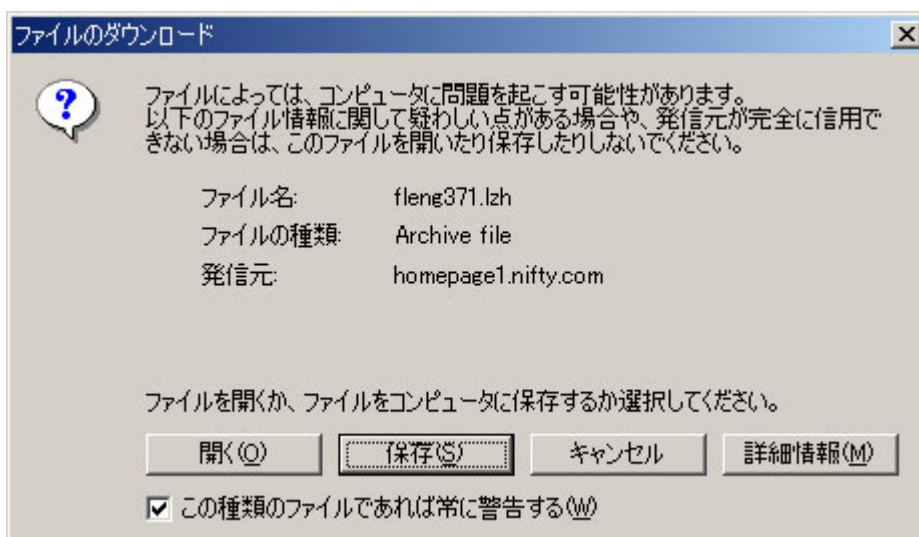 ファイルのダウンロード
ファイルによっては、コンピュータに問題を起こす可能性があります。
以下のファイル情報に関して疑わしい点がある場合や、発信元が完全に信用で
きない場合は、このファイルを開いたり保存したりしないでください。
ファイル名: fleng371.lzh
ファイルの種類: Archive file
発信元: homepage1.nifty.com
ファイルを開くか、ファイルをコンピュータに保存するか選択してください。
開く(O) 保存(S) キャンセル 詳細情報(M)
この種類のファイルであれば常に警告する(W)